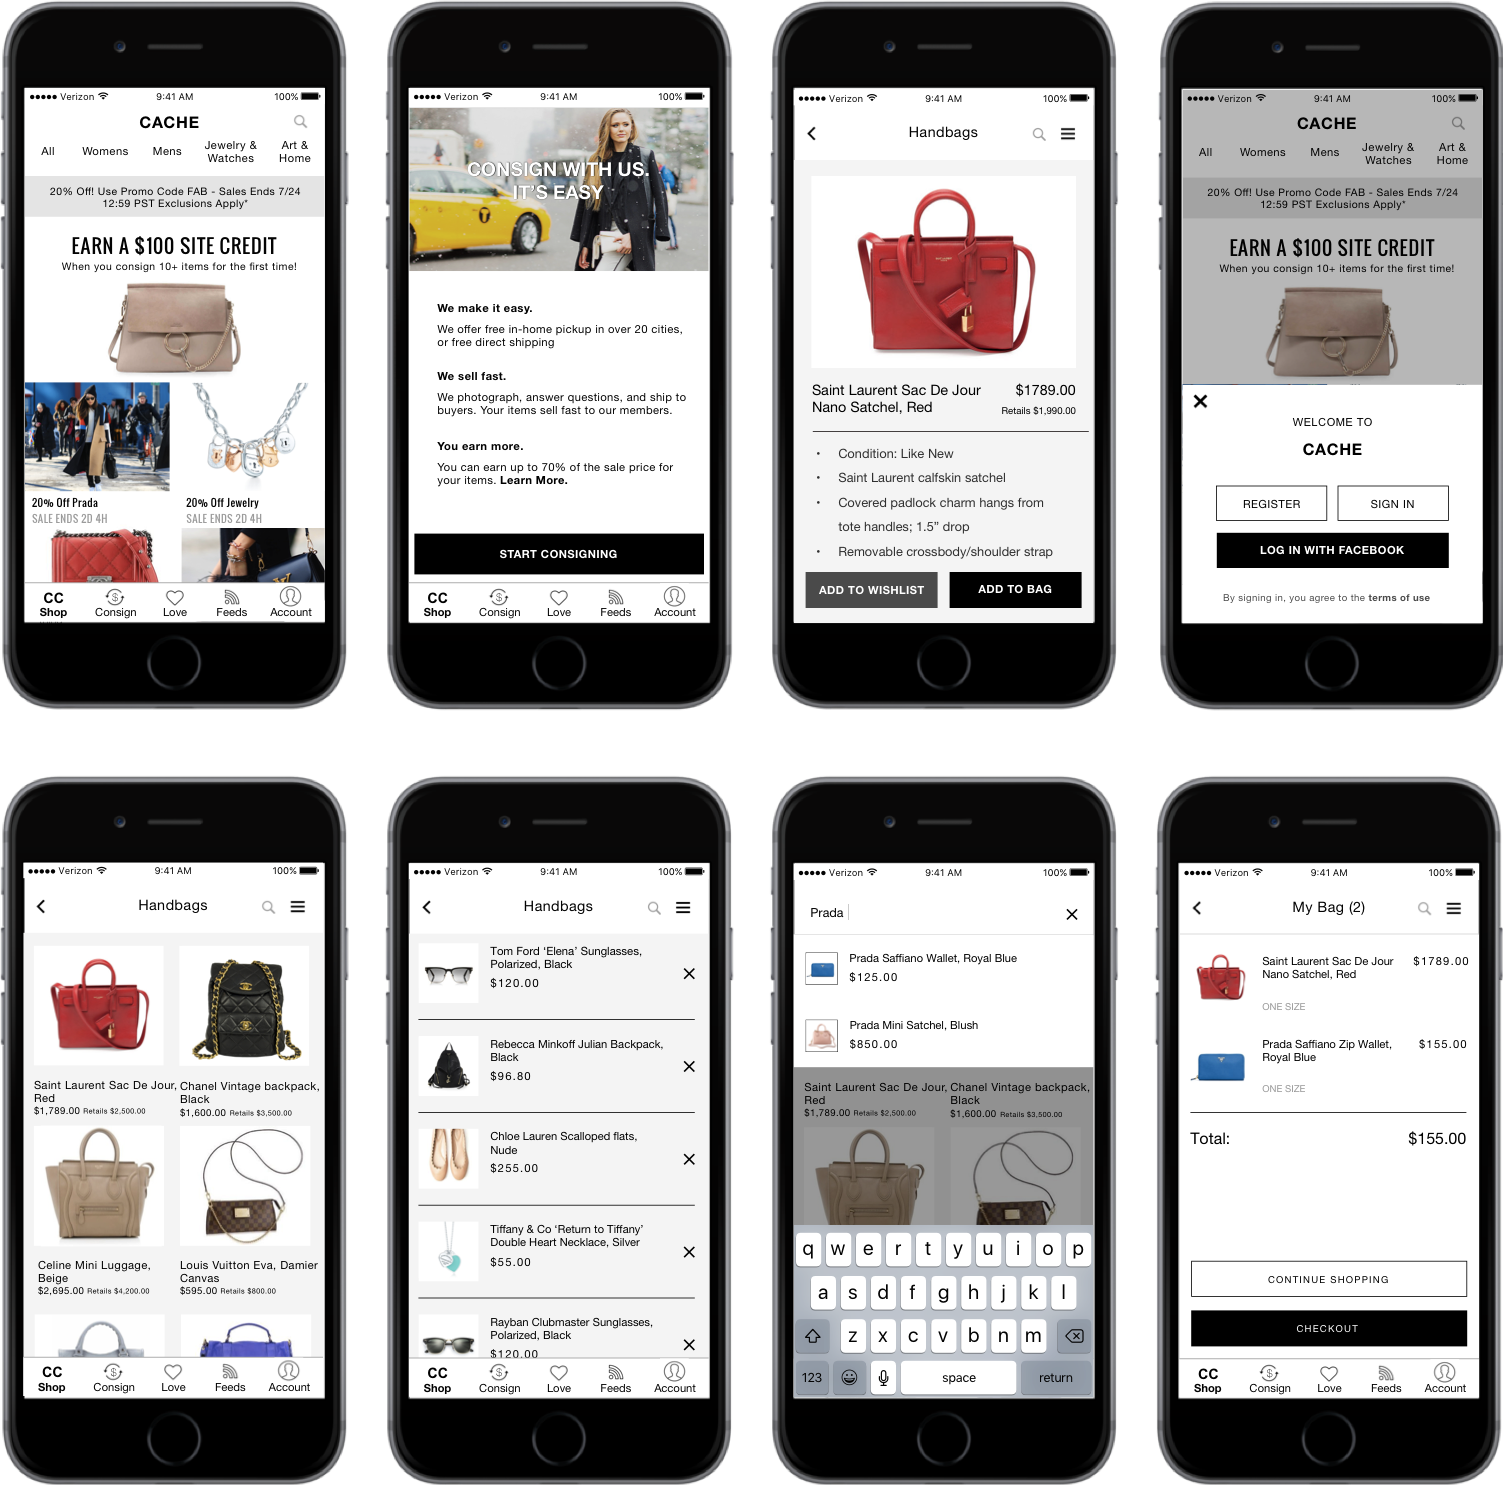 Verizon 9:41 AM 100%
CACHE
All Womens Mens Jewelry & Watches Art & Home
20% Off! Use Promo Code FAB - Sales Ends 7/24
12:59 PST Exclusions Apply*
EARN A $100 SITE CREDIT
When you consign 10+ items for the first time!
20% Off Prada
SALE ENDS 2D 4H
20% Off Jewelry
SALE ENDS 2D 4H
CC
Shop Consign Love Feeds Account
Verizon 9:41 AM 100%
CONSIGN WITH US.
IT'S EASY
We make it easy.
We offer free in-home pickup in over 20 cities,
or free direct shipping
We sell fast.
We photograph, answer questions, and ship to
buyers. Your items sell fast to our members.
You earn more.
You can earn up to 70% of the sale price for
your items. Learn More.
START CONSIGNING
CC
Shop Consign Love Feeds Account
Verizon 9:41 AM 100%
Handbags
SAINT LAURENT
Saint Laurent Sac De Jour $1789.00
Nano Satchel, Red Retails $1,990.00
• Condition: Like New
• Saint Laurent calfskin satchel
• Covered padlock charm hangs from
tote handles; 1.5” drop
• Removable crossbody/shoulder strap
ADD TO WISHLIST ADD TO BAG
Verizon 9:41 AM 100%
CACHE
All Womens Mens Jewelry & Watches Art & Home
20% Off! Use Promo Code FAB - Sales Ends 7/24
12:59 PST Exclusions Apply*
EARN A $100 SITE CREDIT
When you consign 10+ items for the first time!
WELCOME TO
CACHE
REGISTER SIGN IN
LOG IN WITH FACEBOOK
By signing in, you agree to the terms of use
Verizon 9:41 AM 100%
Handbags
Saint Laurent Sac De Jour,
Red
$1,789.00 Retails $2,500.00
Chanel Vintage backpack,
Black
$1,600.00 Retails $3,500.00
Celine Mini Luggage,
Beige
$2,695.00 Retails $4,200.00
Louis Vuitton Eva, Damier
Canvas
$595.00 Retails $800.00
CC
Shop Consign Love Feeds Account
Verizon 9:41 AM 100%
Handbags
Tom Ford ‘Elena’ Sunglasses,
Polarized, Black
$120.00
Rebecca Minkoff Julian Backpack,
Black
$96.80
Chloe Lauren Scalloped flats,
Nude
$255.00
Tiffany & Co ‘Return to Tiffany’
Double Heart Necklace, Silver
$55.00
Rayban Clubmaster Sunglasses,
Polarized, Black
$120.00
CC
Shop Consign Love Feeds Account
Verizon 9:41 AM 100%
Prada
Prada Saffiano Wallet, Royal Blue
$125.00
Prada Mini Satchel, Blush
$850.00
Saint Laurent Sac De Jour,
Red
$1,789.00 Retails $2,500.00
Chanel Vintage backpack,
Black
$1,600.00 Retails $3,500.00
q w e r t y u i o p
a s d f g h j k l
z x c v b n m
123 space return
Verizon 9:41 AM 100%
My Bag (2)
Saint Laurent Sac De Jour $1789.00
Nano Satchel, Red
ONE SIZE
Prada Saffiano Zip Wallet, $155.00
Royal Blue
ONE SIZE
Total: $155.00
CONTINUE SHOPPING
CHECKOUT
CC
Shop Consign Love Feeds Account